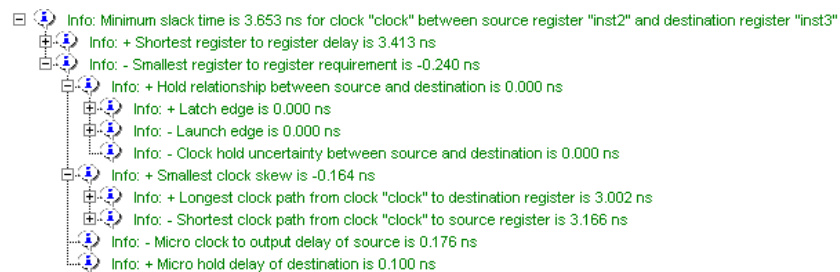 Info: Minimum slack time is 3.653 ns for clock "clock" between source register "inst2" and destination register "inst3"
Info: + Shortest register to register delay is 3.413 ns
Info: - Smallest register to register requirement is -0.240 ns
Info: + Hold relationship between source and destination is 0.000 ns
Info: + Latch edge is 0.000 ns
Info: - Launch edge is 0.000 ns
Info: - Clock hold uncertainty between source and destination is 0.000 ns
Info: + Smallest clock skew is -0.164 ns
Info: + Longest clock path from clock "clock" to destination register is 3.002 ns
Info: - Shortest clock path from clock "clock" to source register is 3.166 ns
Info: - Micro clock to output delay of source is 0.176 ns
Info: + Micro hold delay of destination is 0.100 ns